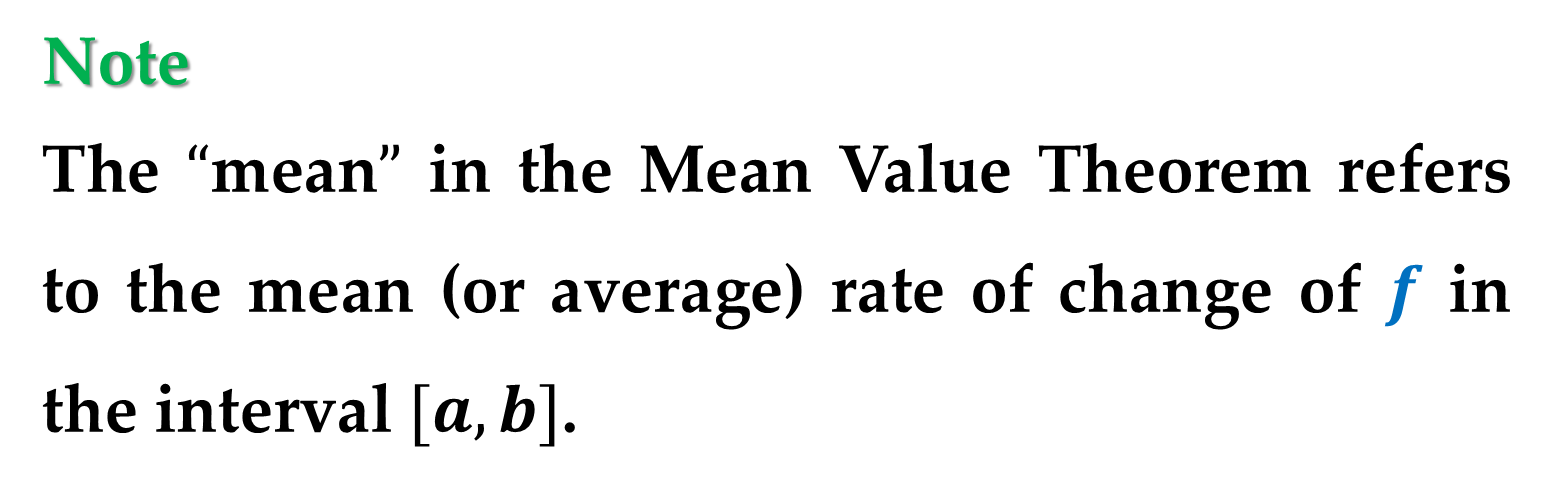 Note
The “mean” in the Mean Value Theorem refers
to the mean (or average) rate of change of f in
the interval [a, b].